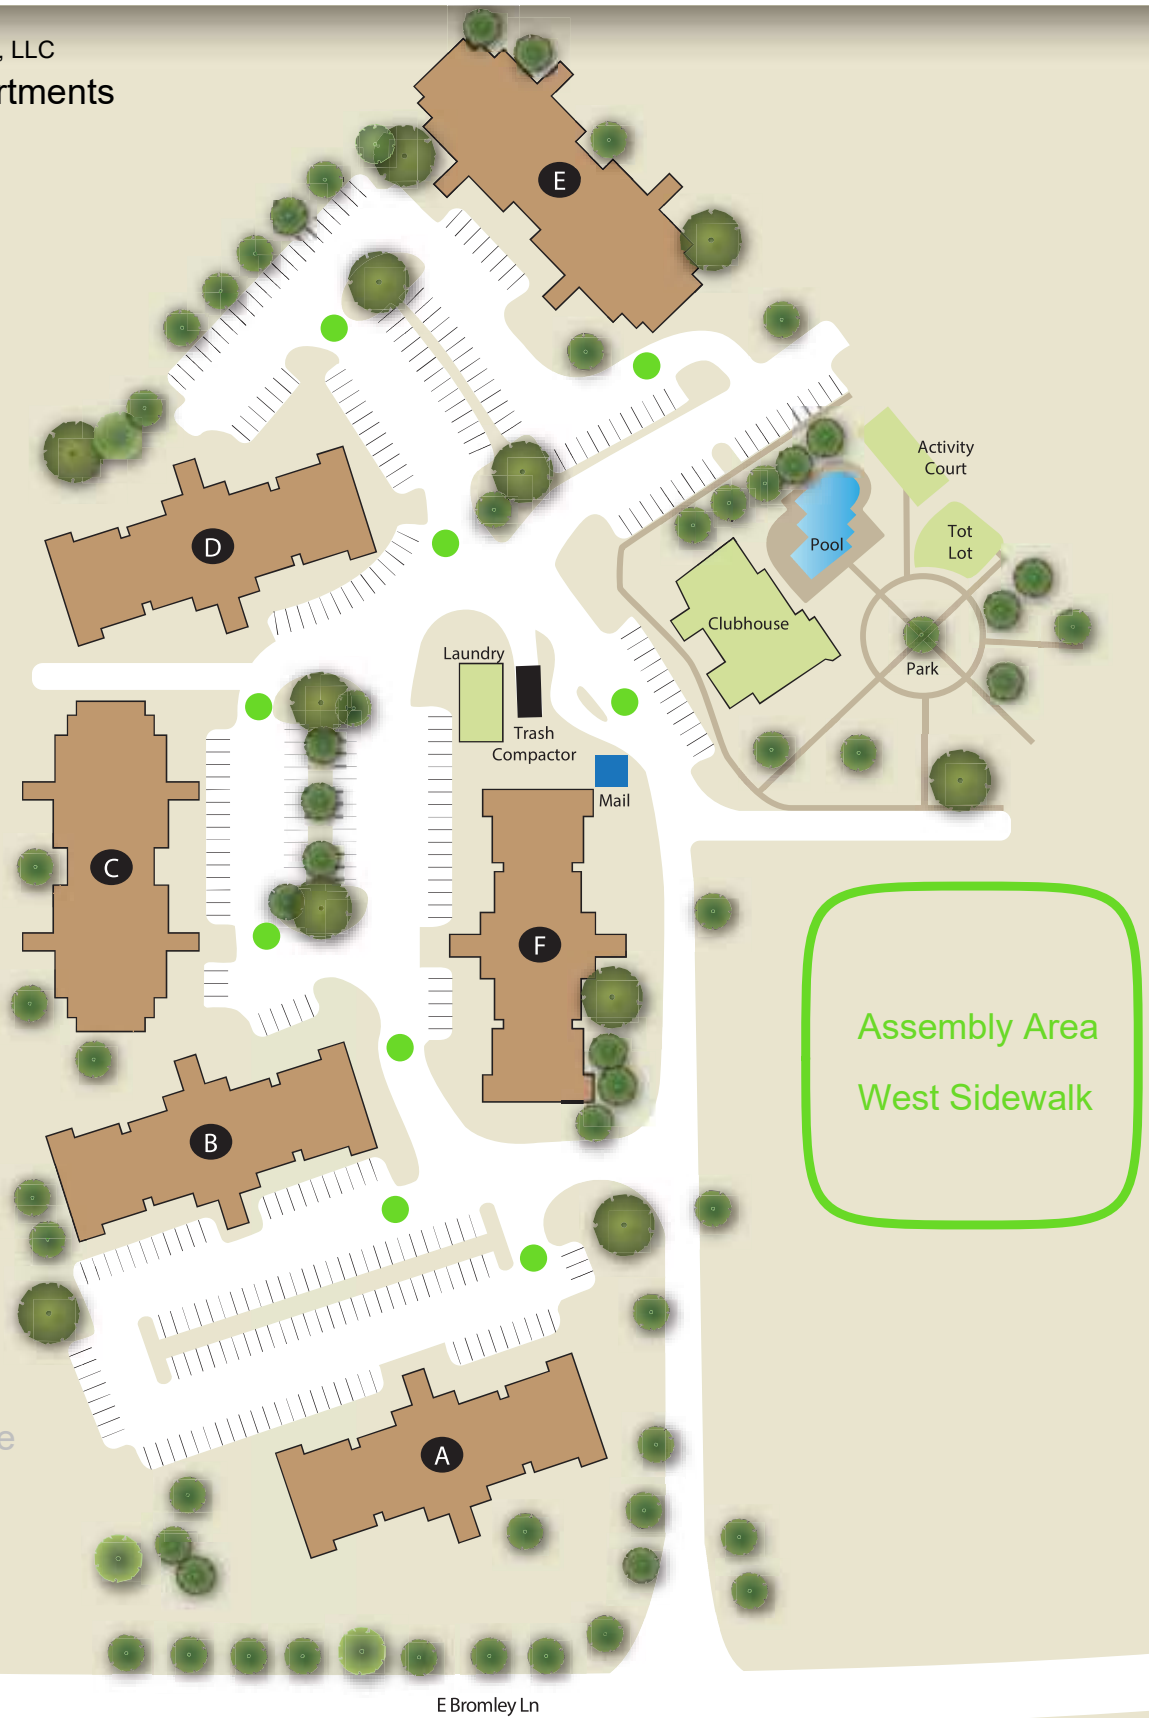 , LLC
rtments
E
Activity
Court
D
Pool
Tot
Lot
Clubhouse
Laundry
Park
Trash
Compactor
Mail
C
F
Assembly Area
West Sidewalk
B
e
A
E Bromley Ln